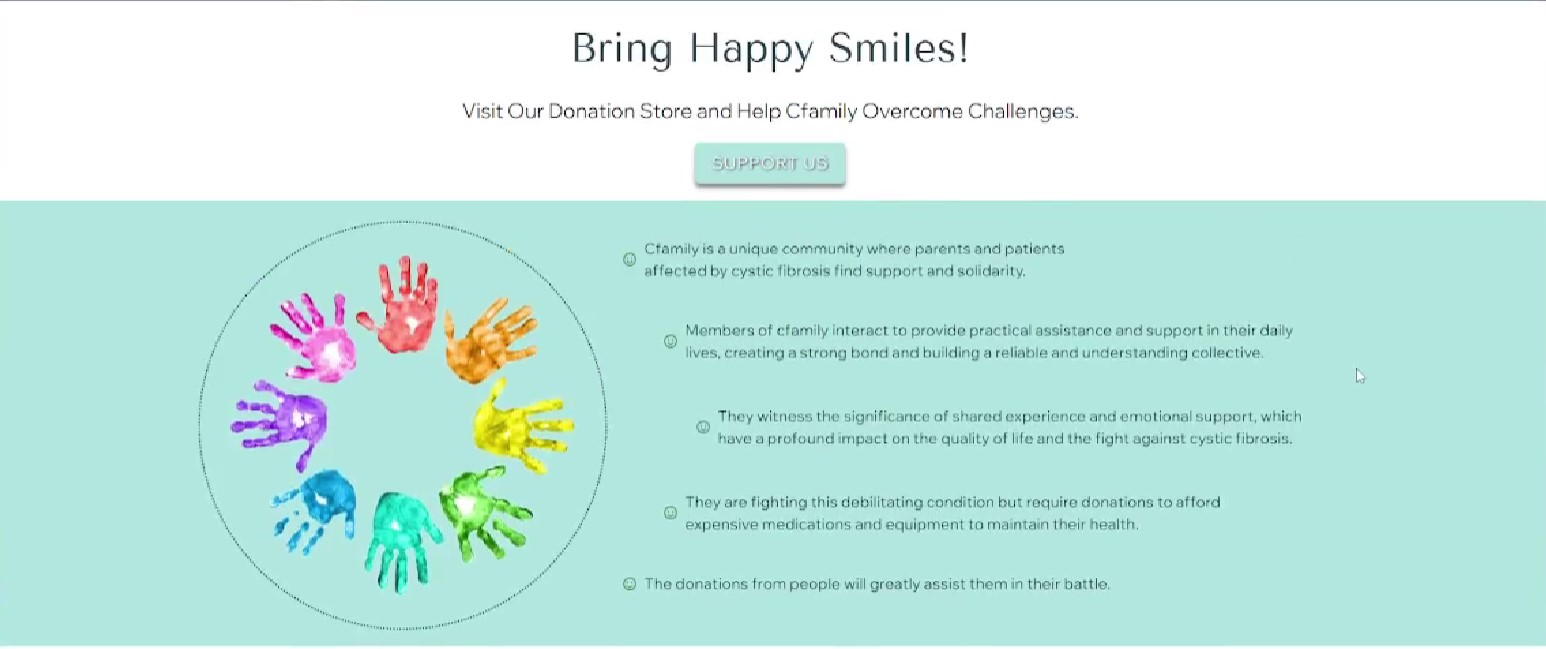 Bring Happy Smiles!
Visit Our Donation Store and Help Cfamily Overcome Challenges.
SUPPORT US
Cfamily is a unique community where parents and patients
affected by cystic fibrosis find support and solidarity.
Members of cfamily interact to provide practical assistance and support in their daily
lives, creating a strong bond and building a reliable and understanding collective.
They witness the significance of shared experience and emotional support, which
have a profound impact on the quality of life and the fight against cystic fibrosis.
They are fighting this debilitating condition but require donations to afford
expensive medications and equipment to maintain their health.
The donations from people will greatly assist them in their battle.